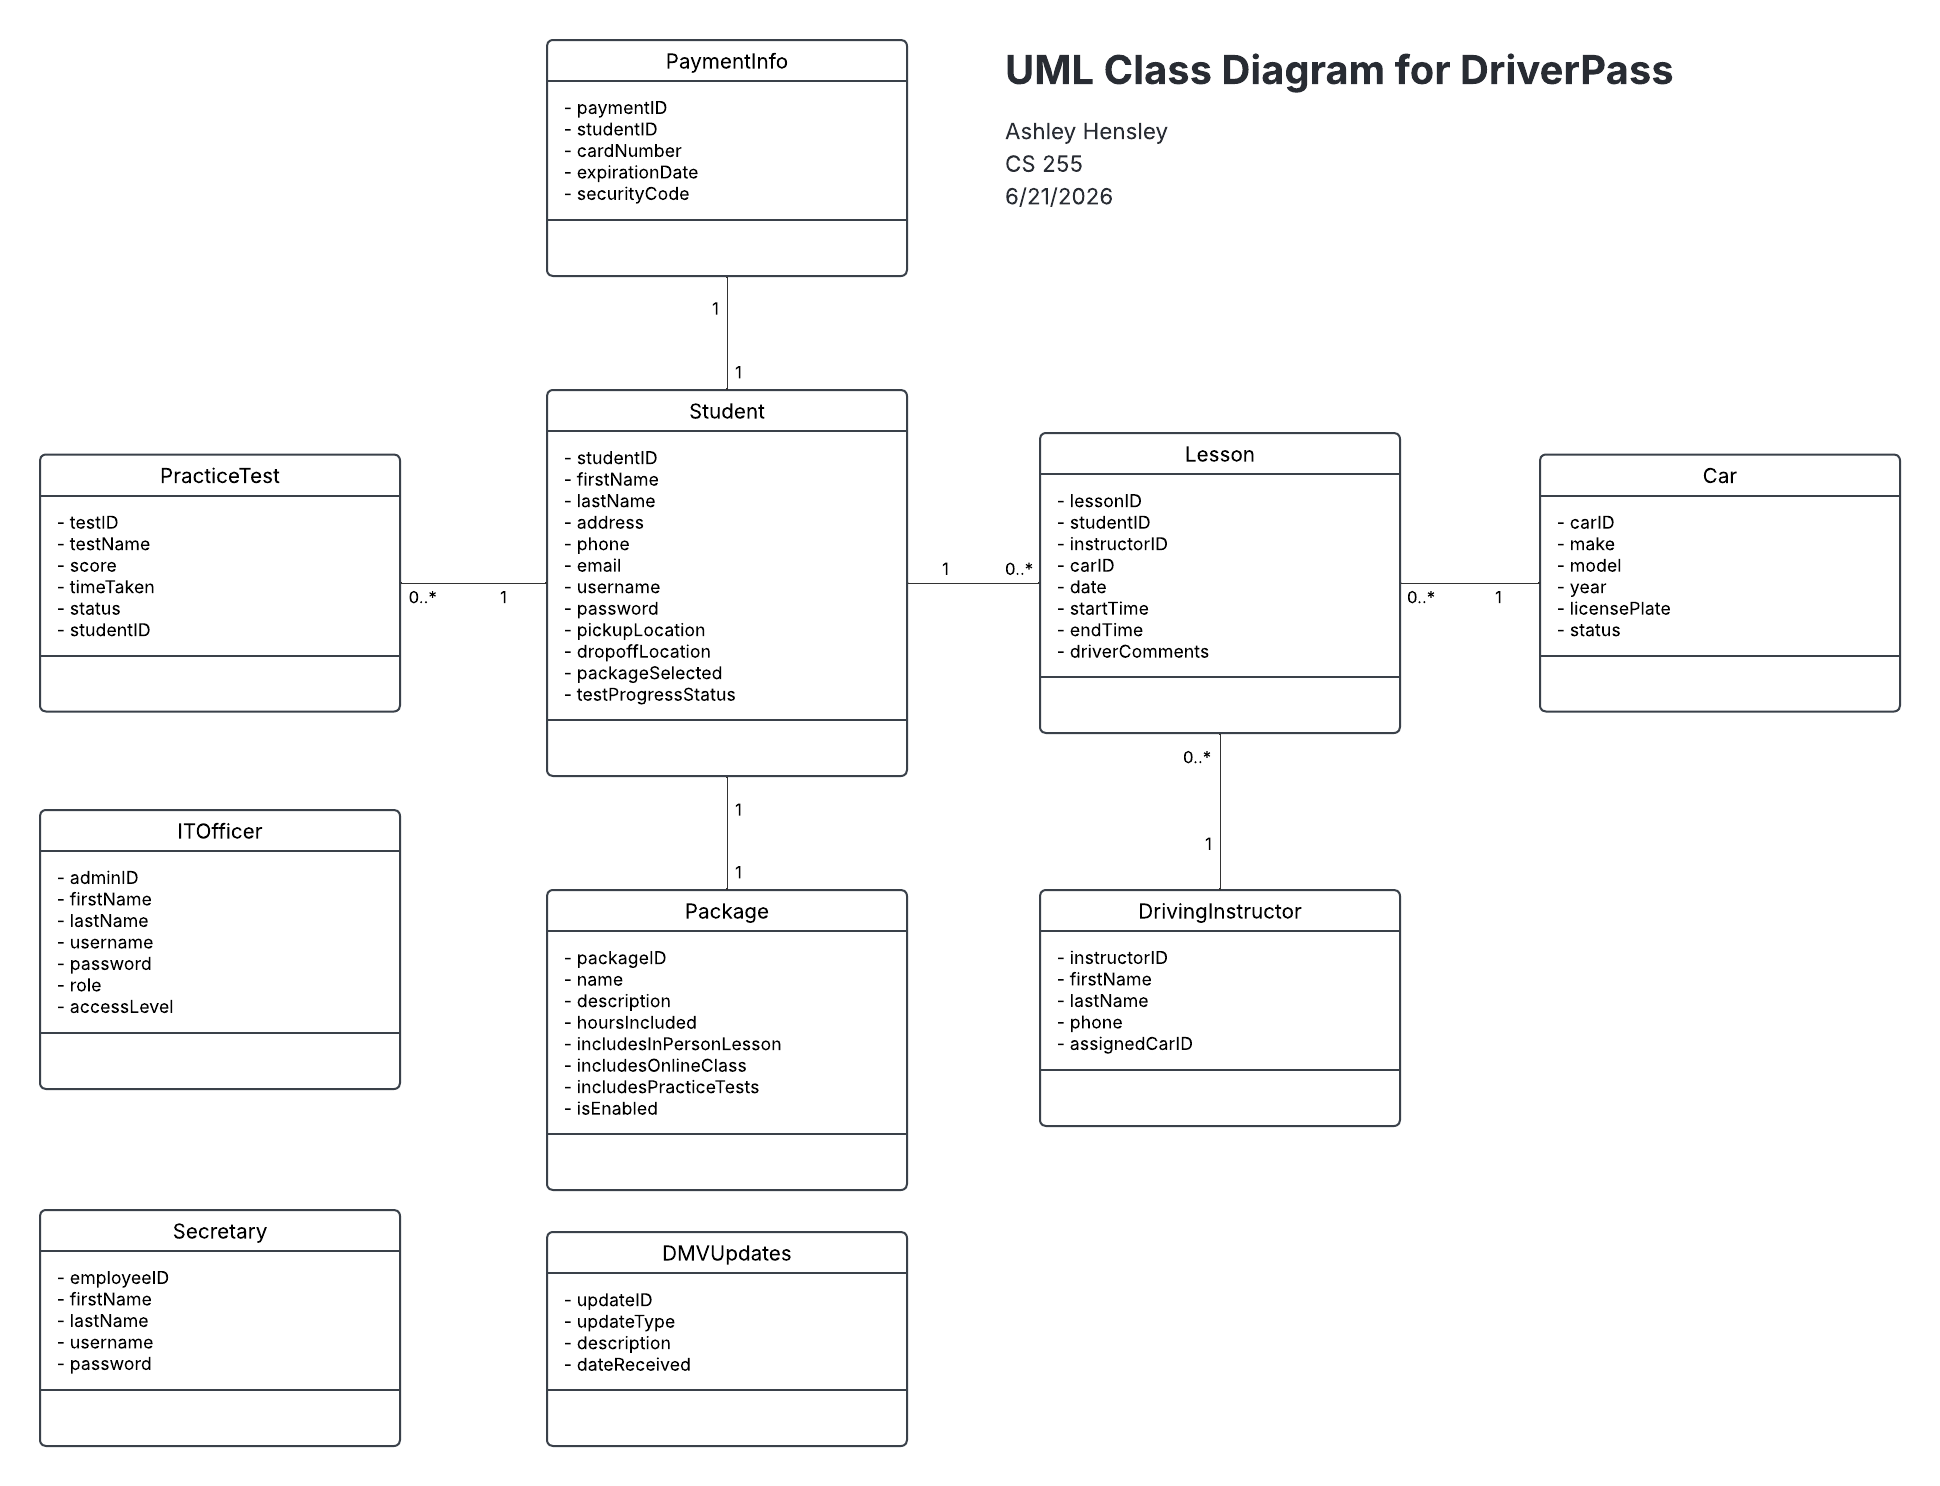 UML Class Diagram for DriverPass
Ashley Hensley
CS 255
6/21/2026
PaymentInfo
- paymentID
- studentID
- cardNumber
- expirationDate
- securityCode
1
1
Student
- studentID
- firstName
- lastName
- address
- phone
- email
- username
- password
- pickupLocation
- dropoffLocation
- packageSelected
- testProgressStatus
PracticeTest
- testID
- testName
- score
- timeTaken
- status
- studentID
0..* 1
1 0..*
Lesson
- lessonID
- studentID
- instructorID
- carID
- date
- startTime
- endTime
- driverComments
0..* 1
Car
- carID
- make
- model
- year
- licensePlate
- status
0..*
1
1
1
ITOfficer
- adminID
- firstName
- lastName
- username
- password
- role
- accessLevel
Package
- packageID
- name
- description
- hoursIncluded
- includesInPersonLesson
- includesOnlineClass
- includesPracticeTests
- isEnabled
DrivingInstructor
- instructorID
- firstName
- lastName
- phone
- assignedCarID
Secretary
- employeeID
- firstName
- lastName
- username
- password
DMVUpdates
- updateID
- updateType
- description
- dateReceived